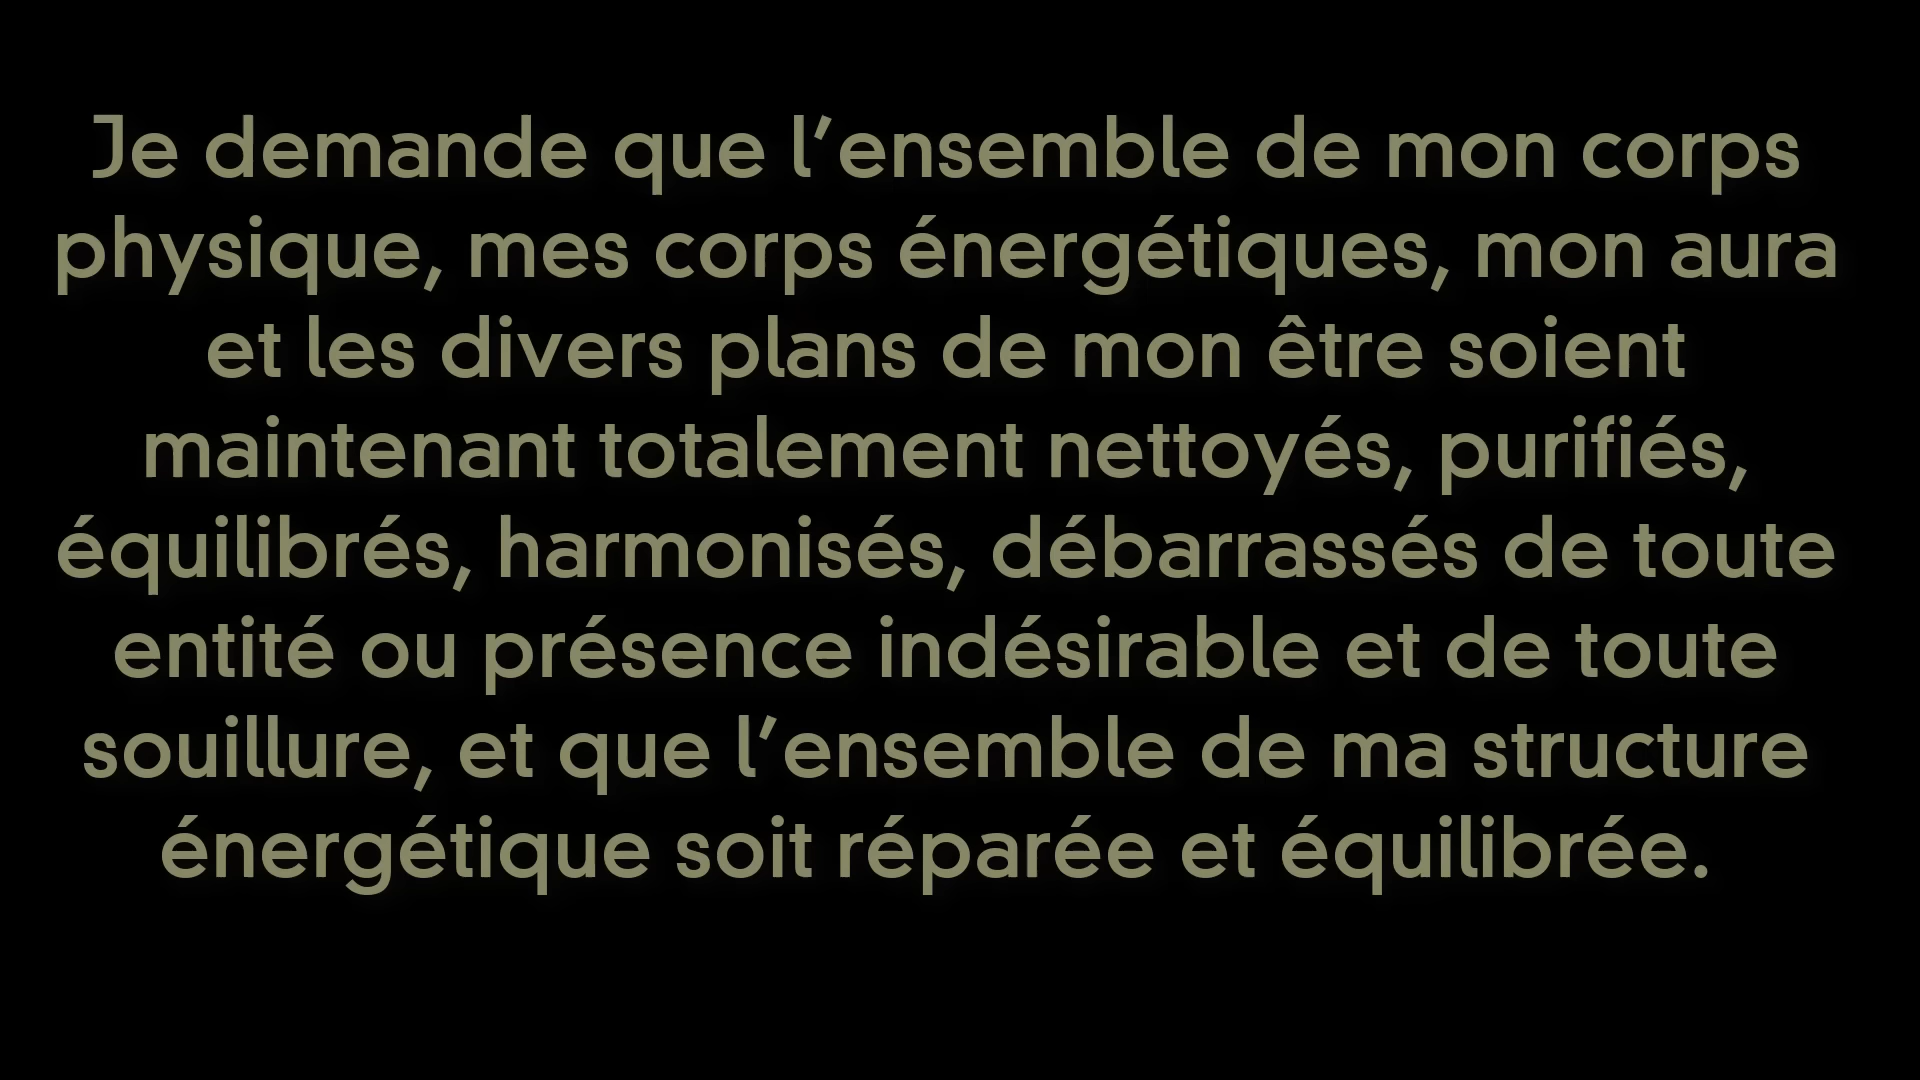 Je demande que l’ensemble de mon corps
physique, mes corps énergétiques, mon aura
et les divers plans de mon être soient
maintenant totalement nettoyés, purifiés,
équilibrés, harmonisés, débarrassés de toute
entité ou présence indésirable et de toute
souillure, et que l’ensemble de ma structure
énergétique soit réparée et équilibrée.